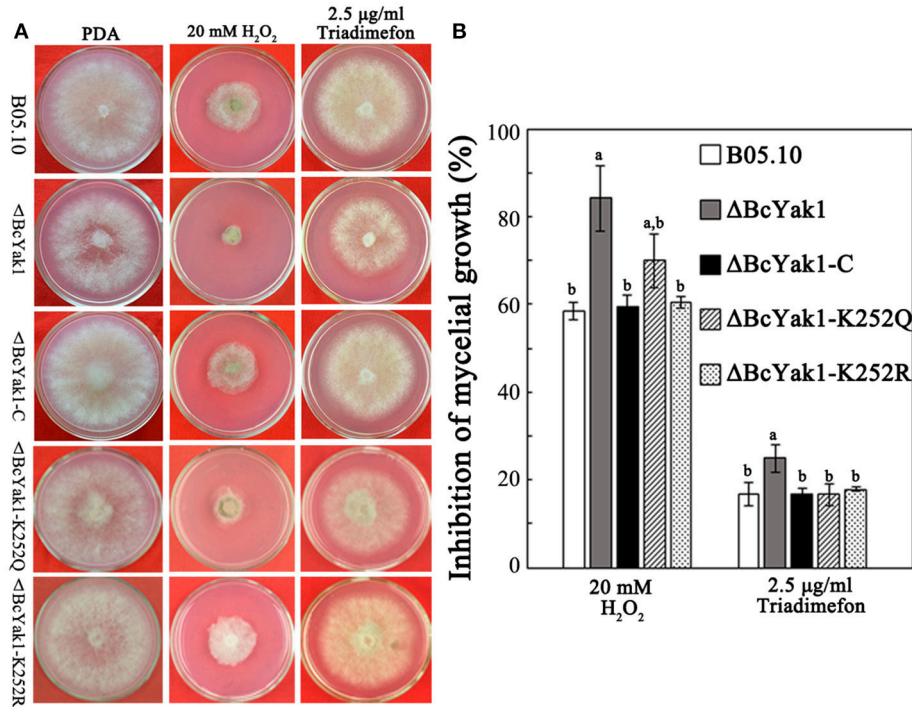 A
PDA
20 mM H₂O₂
2.5 μg/ml
Triadimefon
B05.10
ΔBcYak1
ΔBcYak1-C
ΔBcYak1-K252Q
ΔBcYak1-K252R
B
Inhibition of mycelial growth (%)
100
80
60
40
20
0
B05.10
ΔBcYak1
ΔBcYak1-C
ΔBcYak1-K252Q
ΔBcYak1-K252R
b
a
b
a,b
b
b
a
b
b
b
20 mM
H₂O₂
2.5 μg/ml
Triadimefon